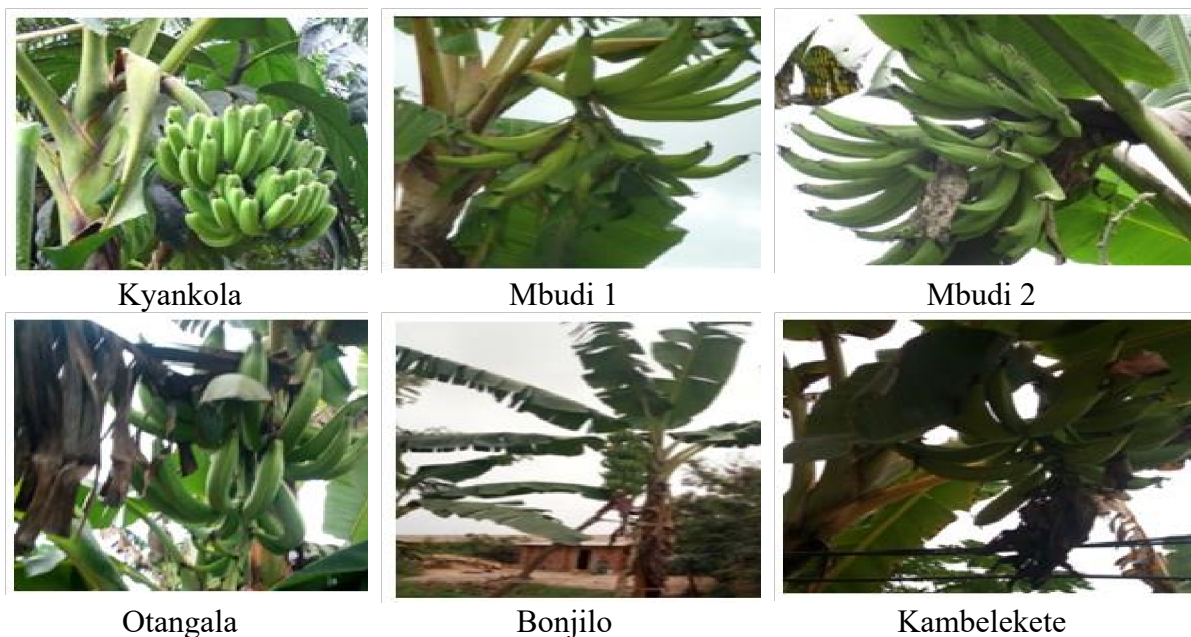 Kyankola
Mbudi 1
Mbudi 2
Otangala
Bonjilo
Kambelekete